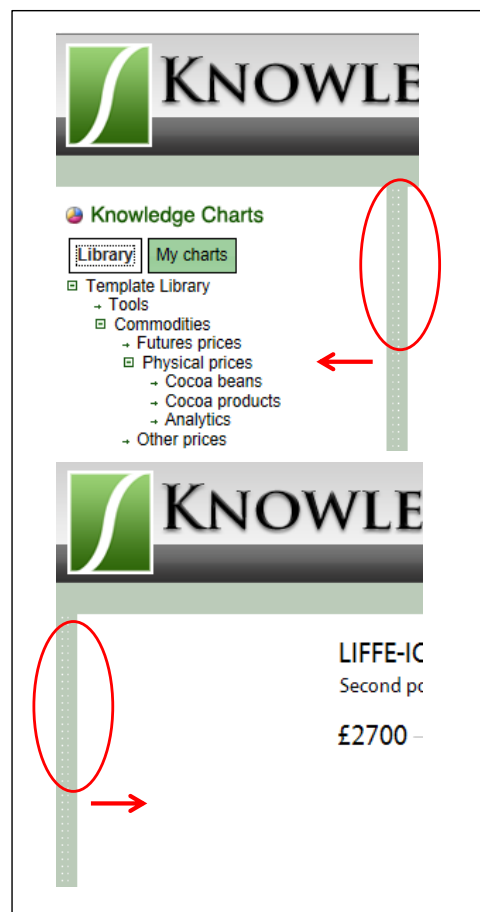 KNOWLE
Knowledge Charts
Library My charts
Template Library
Tools
Commodities
Futures prices
Physical prices
Cocoa beans
Cocoa products
Analytics
Other prices
KNOWLE
LIFFE-IC
Second po
£2700